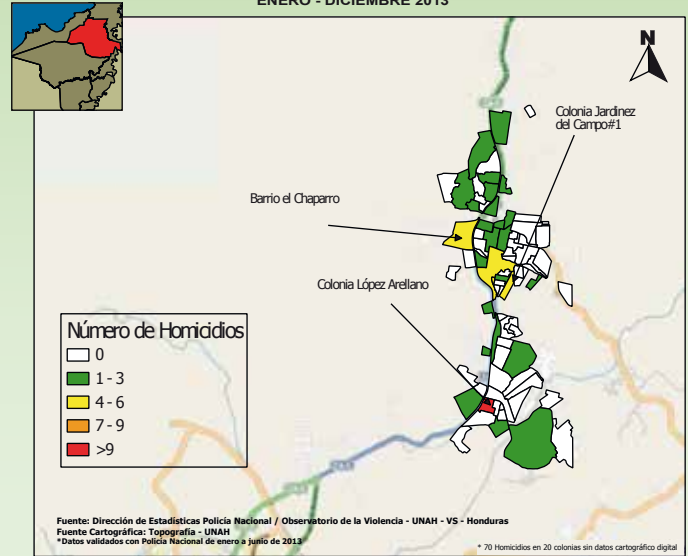 ENERO - DICIEMBRE 2013
N
Colonia Jardinez
del Campo#1
Barrio el Chaparro
Colonia López Arellano
Número de Homicidios
0
1 - 3
4 - 6
7 - 9
>9
Fuente: Dirección de Estadísticas Policía Nacional / Observatorio de la Violencia - UNAH - VS - Honduras
Fuente Cartográfica: Topografía - UNAH
*Datos validados con Policía Nacional de enero a junio de 2013
* 70 Homicidios en 20 colonias sin datos cartográfico digital